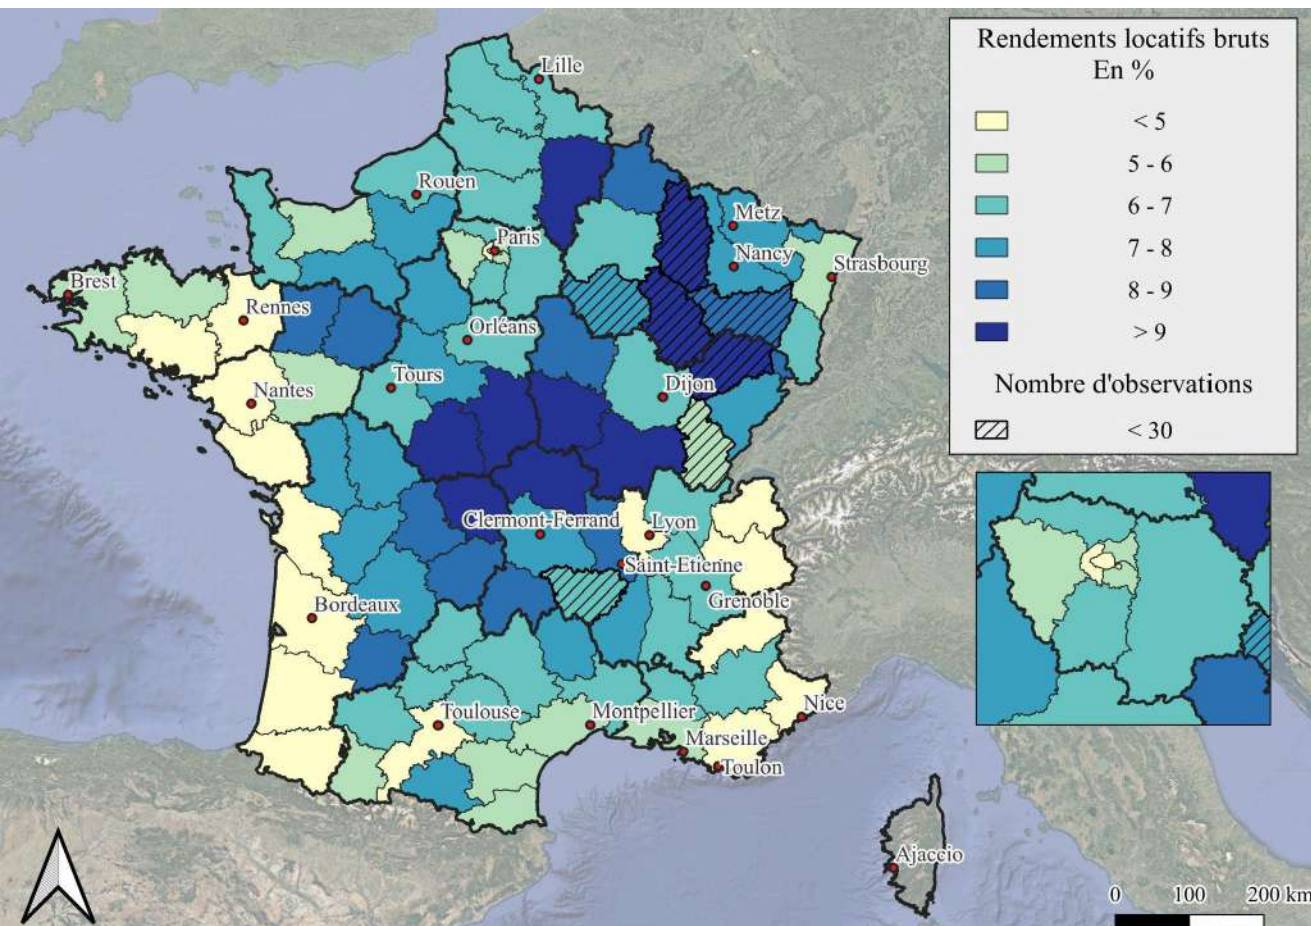 Rendements locatifs bruts
En %
< 5
5 - 6
6 - 7
7 - 8
8 - 9
> 9
Nombre d'observations
< 30
Lille
Rouen
Metz
Paris
Nancy
Strasbourg
Brest
Rennes
Orléans
Tours
Nantes
Dijon
Clermont-Ferrand
Lyon
Saint-Etienne
Grenoble
Bordeaux
Nice
Toulouse
Montpellier
Marseille
Toulon
Ajaccio
0 100 200 km